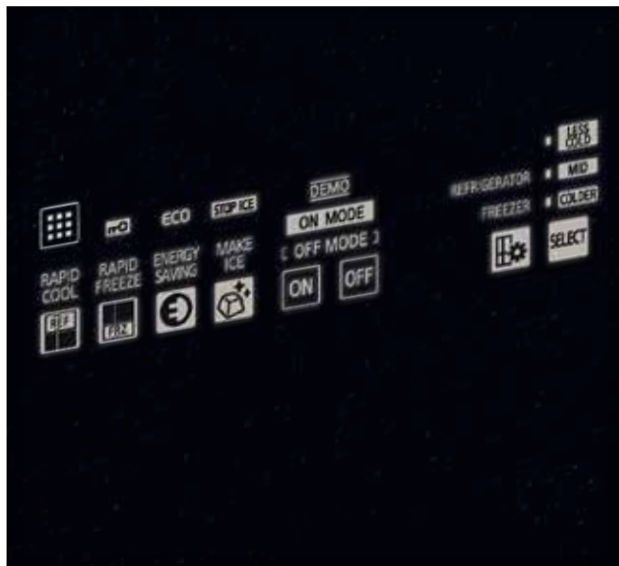 LESS
COLD
MID
COLDER
REFRIGERATOR
FREEZER
SELECT
DEMO
ON MODE
[ OFF MODE ]
ON
OFF
ECO
STOP ICE
RAPID
COOL
RAPID
FREEZE
ENERGY
SAVING
MAKE
ICE
REF
FRZ